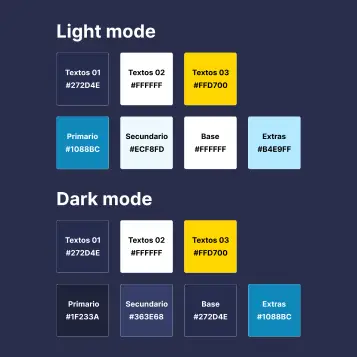 Light mode
Textos 01
#272D4E
Textos 02
#FFFFFF
Textos 03
#FFD700
Primario
#1088BC
Secundario
#ECF8FD
Base
#FFFFFF
Extras
#B4E9FF
Dark mode
Textos 01
#272D4E
Textos 02
#FFFFFF
Textos 03
#FFD700
Primario
#1F233A
Secundario
#363E68
Base
#272D4E
Extras
#1088BC